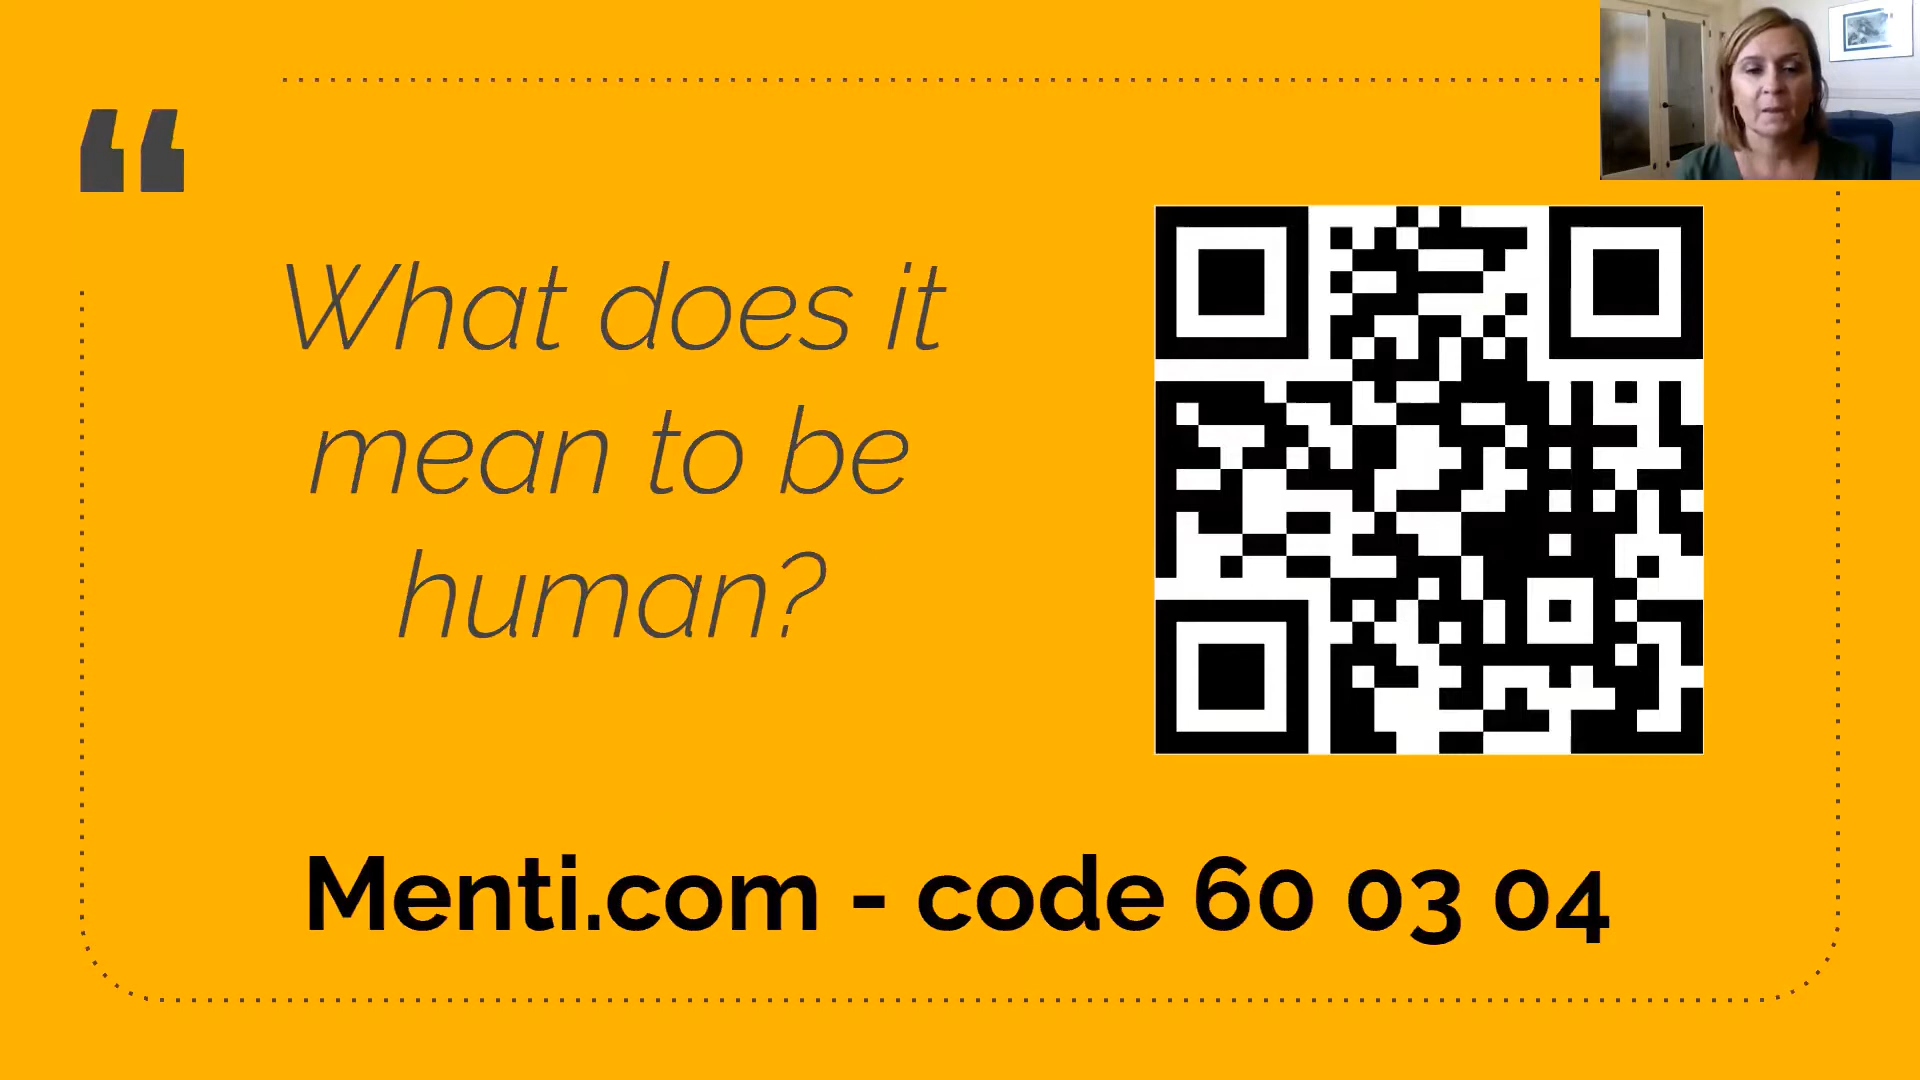 “
What does it
mean to be
human?
Menti.com - code 60 03 04